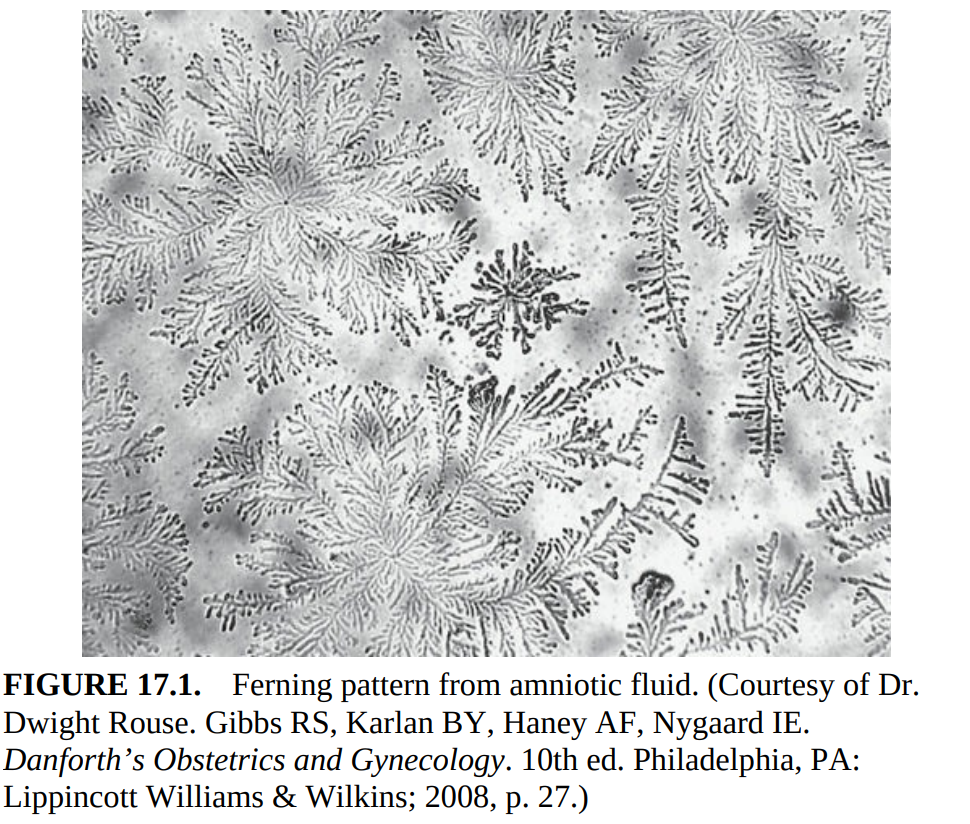 FIGURE 17.1. Ferning pattern from amniotic fluid. (Courtesy of Dr.
Dwight Rouse. Gibbs RS, Karlan BY, Haney AF, Nygaard IE.
Danforth’s Obstetrics and Gynecology. 10th ed. Philadelphia, PA:
Lippincott Williams & Wilkins; 2008, p. 27.)